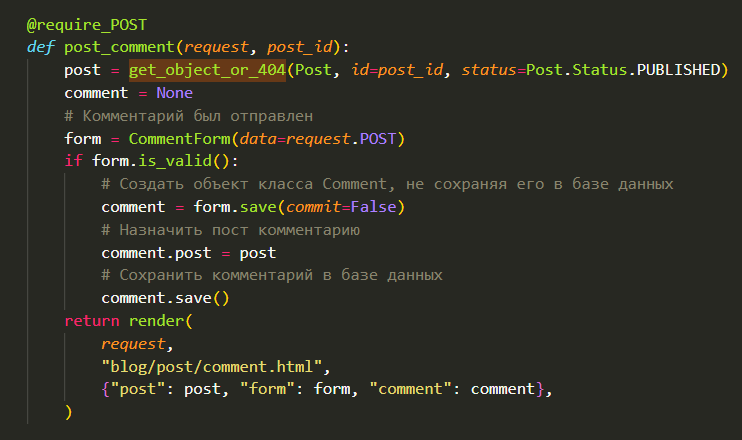 @require_POST
def post_comment(request, post_id):
    post = get_object_or_404(Post, id=post_id, status=Post.Status.PUBLISHED)
    comment = None
    # Комментарий был отправлен
    form = CommentForm(data=request.POST)
    if form.is_valid():
        # Создать объект класса Comment, не сохраняя его в базе данных
        comment = form.save(commit=False)
        # Назначить пост комментарию
        comment.post = post
        # Сохранить комментарий в базе данных
        comment.save()
    return render(
        request,
        "blog/post/comment.html",
        {"post": post, "form": form, "comment": comment},
    )